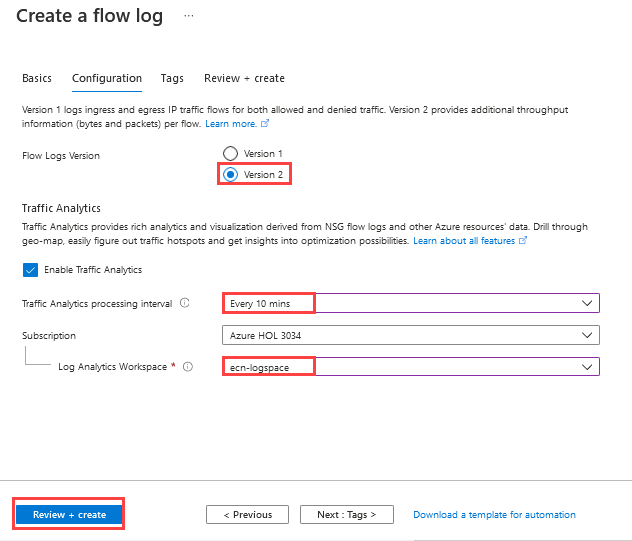 Create a flow log ...
Basics Configuration Tags Review + create
Version 1 logs ingress and egress IP traffic flows for both allowed and denied traffic. Version 2 provides additional throughput
information (bytes and packets) per flow. Learn more.
Flow Logs Version
Version 1
Version 2
Traffic Analytics
Traffic Analytics provides rich analytics and visualization derived from NSG flow logs and other Azure resources' data. Drill through
geo-map, easily figure out traffic hotspots and get insights into optimization possibilities. Learn about all features
Enable Traffic Analytics
Traffic Analytics processing interval Every 10 mins
Subscription Azure HOL 3034
Log Analytics Workspace * ecn-logspace
Review + create < Previous Next : Tags > Download a template for automation